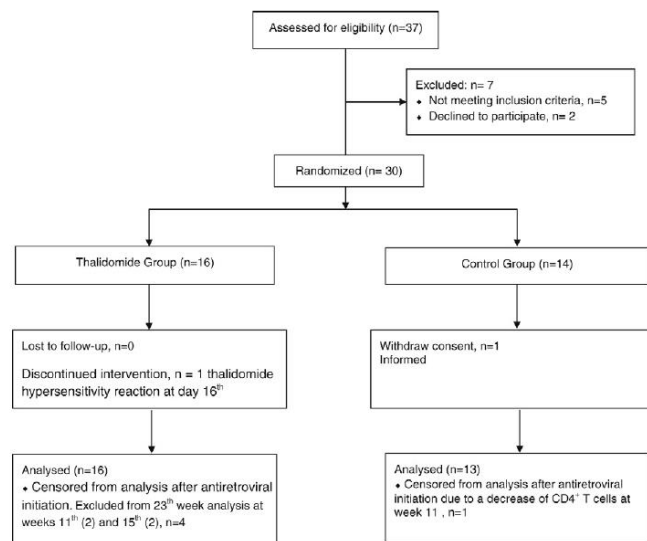 Assessed for eligibility (n=37)
Excluded: n= 7
⬥ Not meeting inclusion criteria, n=5
⬥ Declined to participate, n= 2
Randomized (n= 30)
Thalidomide Group (n=16)
Control Group (n=14)
Lost to follow-up, n=0
Discontinued intervention, n = 1 thalidomide
hypersensitivity reaction at day 16th
Withdraw consent, n=1
Informed
Analysed (n=16)
⬥ Censored from analysis after antiretroviral
initiation. Excluded from 23th week analysis at
weeks 11th (2) and 15th (2), n=4
Analysed (n=13)
⬥ Censored from analysis after antiretroviral
initiation due to a decrease of CD4+ T cells at
week 11 , n=1